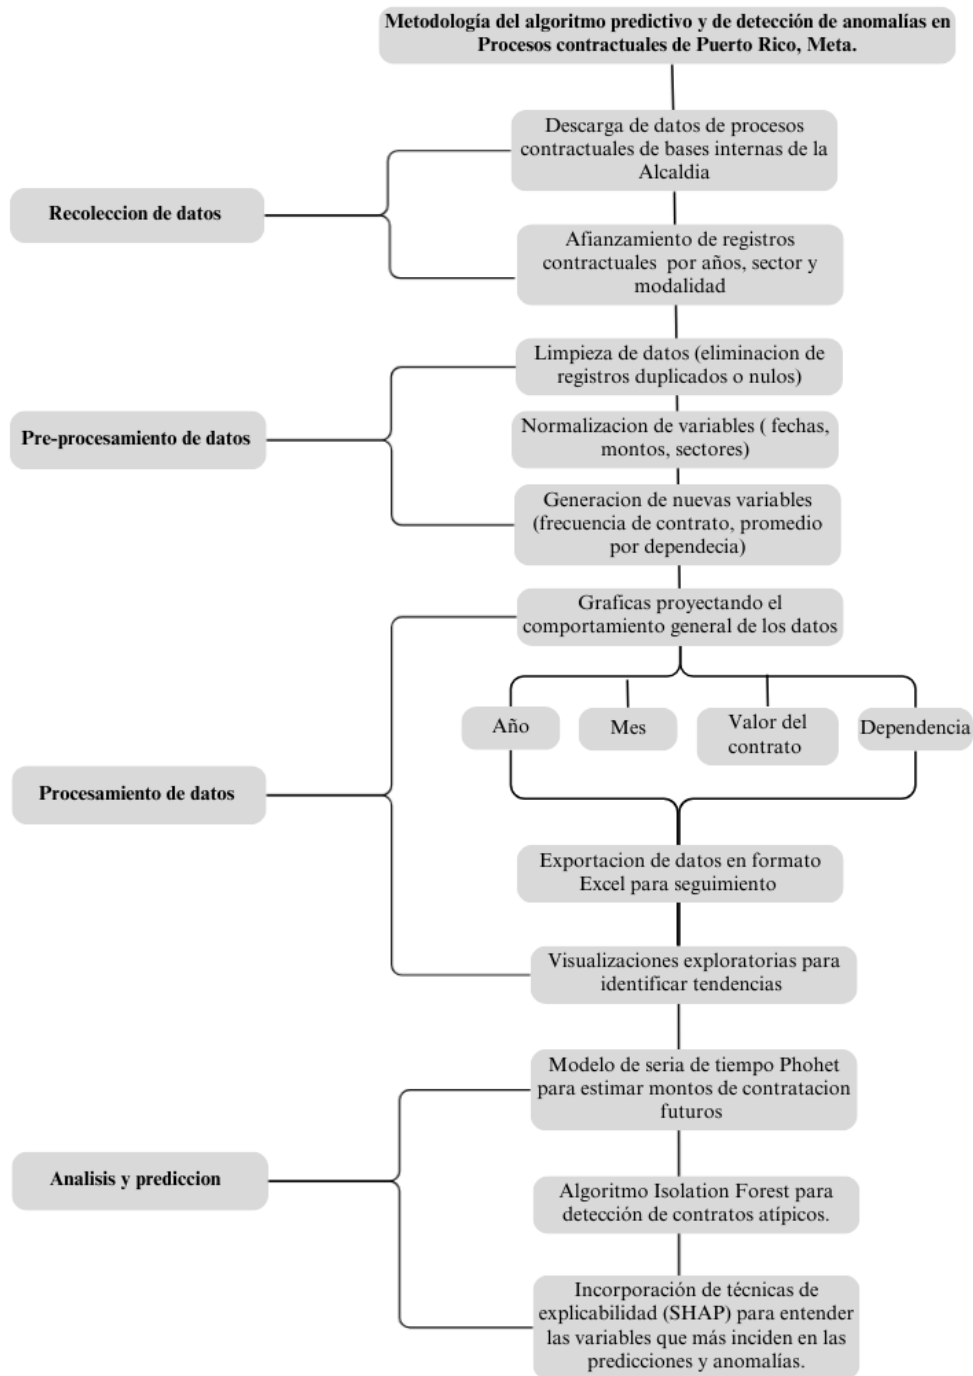 Metodología del algoritmo predictivo y de detección de anomalías en
Procesos contractuales de Puerto Rico, Meta.
Descarga de datos de procesos
contractuales de bases internas de la
Alcaldia
Recoleccion de datos
Afianzamiento de registros
contractuales por años, sector y
modalidad
Limpieza de datos (eliminacion de
registros duplicados o nulos)
Pre-procesamiento de datos
Normalizacion de variables ( fechas,
montos, sectores)
Generacion de nuevas variables
(frecuencia de contrato, promedio
por dependecia)
Graficas proyectando el
comportamiento general de los datos
Año
Mes
Valor del
contrato
Dependencia
Procesamiento de datos
Exportacion de datos en formato
Excel para seguimiento
Visualizaciones exploratorias para
identificar tendencias
Modelo de seria de tiempo Phohet
para estimar montos de contratacion
futuros
Analisis y prediccion
Algoritmo Isolation Forest para
detección de contratos atípicos.
Incorporación de técnicas de
explicabilidad (SHAP) para entender
las variables que más inciden en las
predicciones y anomalías.